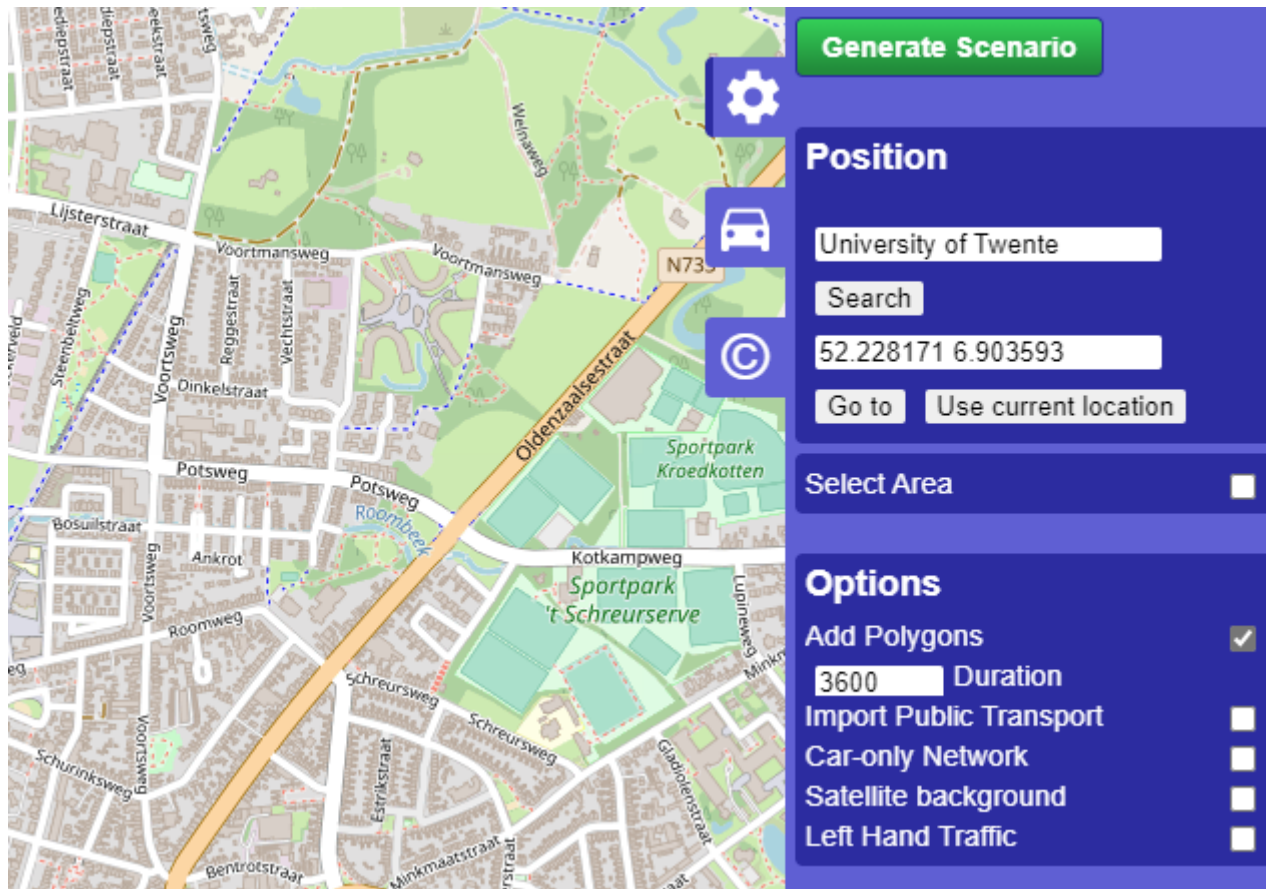 Generate Scenario
Position
University of Twente
Search
52.228171 6.903593
Go to
Use current location
Select Area
Options
Add Polygons
3600
Duration
Import Public Transport
Car-only Network
Satellite background
Left Hand Traffic
Welnaweg
Lijsterstraat
Voortmansweg
Voortmansweg
Steenbeltweg
Reggestraat
Vechtstraat
Voortsweg
Dinkelstraat
Oldenzaalsestraat
Sportpark
Kroedkotten
Potsweg
Potsweg
Roombeek
Bosuilstraat
Ankrot
Kotkampweg
Sportpark
't Schreurserve
Voortsweg
Lupineweg
Roomweg
Schreursweg
Schreursweg
Voortsweg
Schurinksweg
Estrikstraat
Gladiolenstraat
Minkmaatstraat
Bentrotstraat